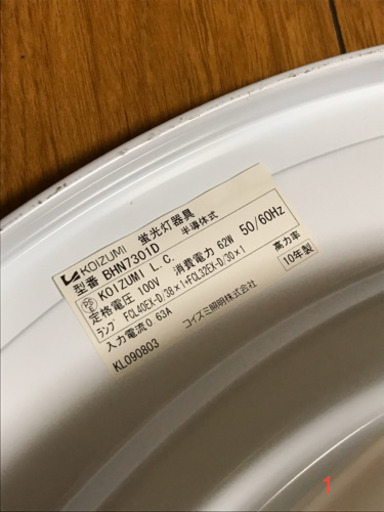 KOIZUMI 蛍光灯器具
型番 BHN7301D 半導体式
KOIZUMI L.C. 50/60Hz
定格電圧 100V 消費電力 62W 高力率
ランプ FCL40EX-D/38×1+FCL32EX-D/30×1 10年製
入力電流0.63A コイズミ照明株式会社
KL090803
1